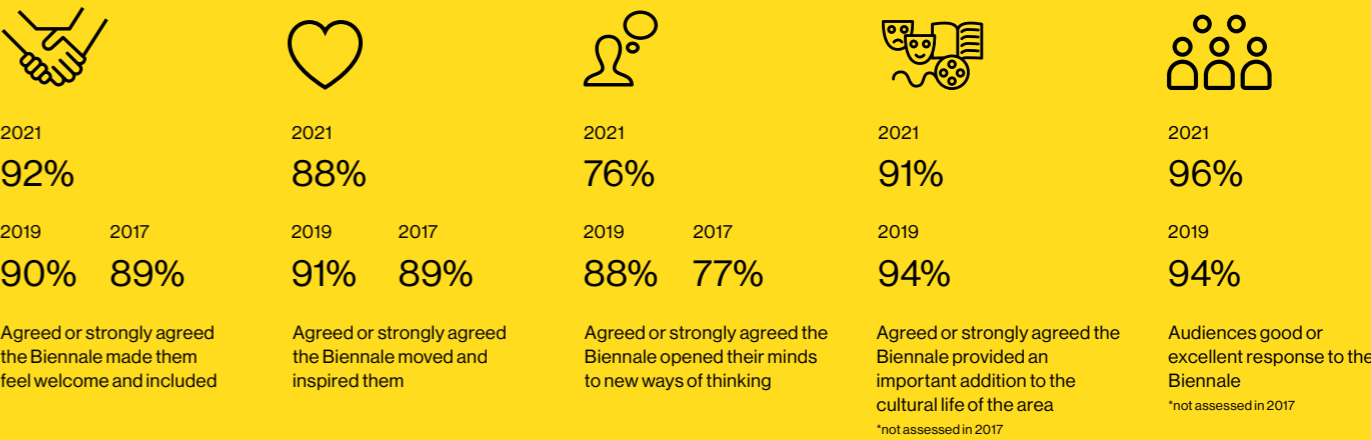 2021
92%
2019 2017
90% 89%
Agreed or strongly agreed
the Biennale made them
feel welcome and included
2021
88%
2019 2017
91% 89%
Agreed or strongly agreed
the Biennale moved and
inspired them
2021
76%
2019 2017
88% 77%
Agreed or strongly agreed the
Biennale opened their minds
to new ways of thinking
2021
91%
2019
94%
Agreed or strongly agreed the
Biennale provided an
important addition to the
cultural life of the area
*not assessed in 2017
2021
96%
2019
94%
Audiences good or
excellent response to the
Biennale
*not assessed in 2017